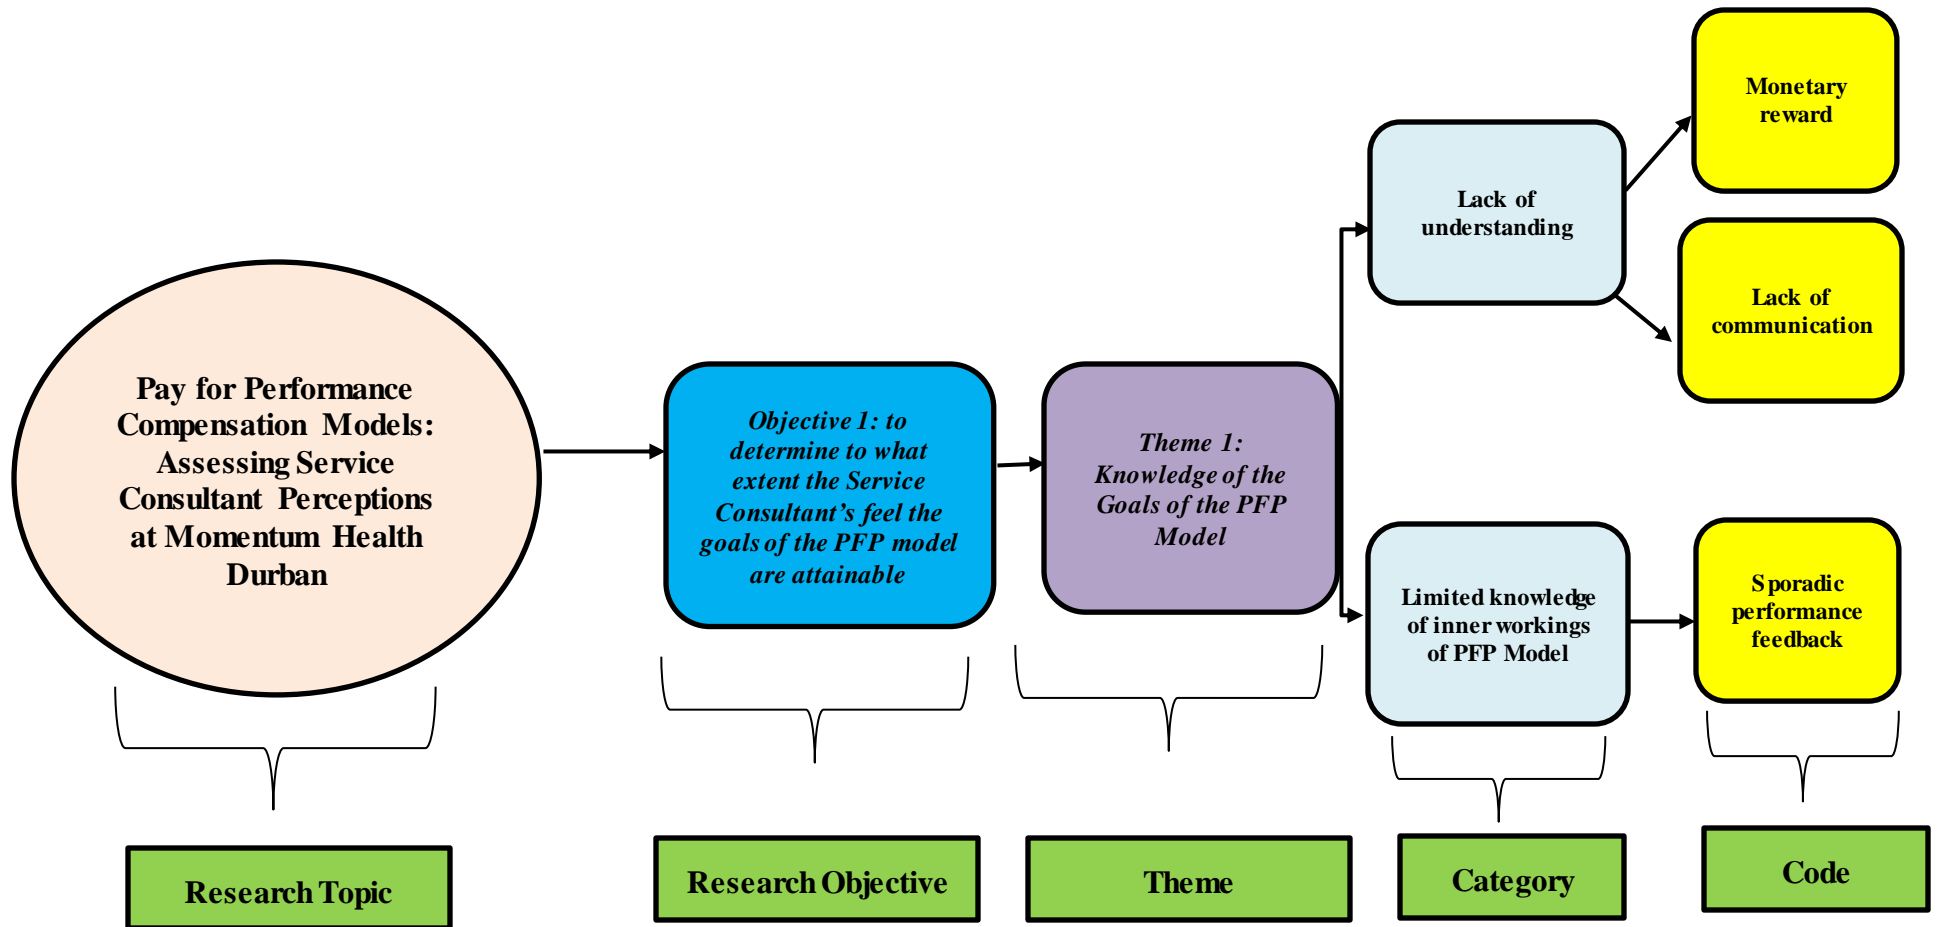 Pay for Performance
Compensation Models:
Assessing Service
Consultant Perceptions
at Momentum Health
Durban
Objective 1: to
determine to what
extent the Service
Consultant’s feel the
goals of the PFP model
are attainable
Theme 1:
Knowledge of the
Goals of the PFP
Model
Lack of
understanding
Limited knowledge
of inner workings
of PFP Model
Monetary
reward
Lack of
communication
Sporadic
performance
feedback
Research Topic
Research Objective
Theme
Category
Code